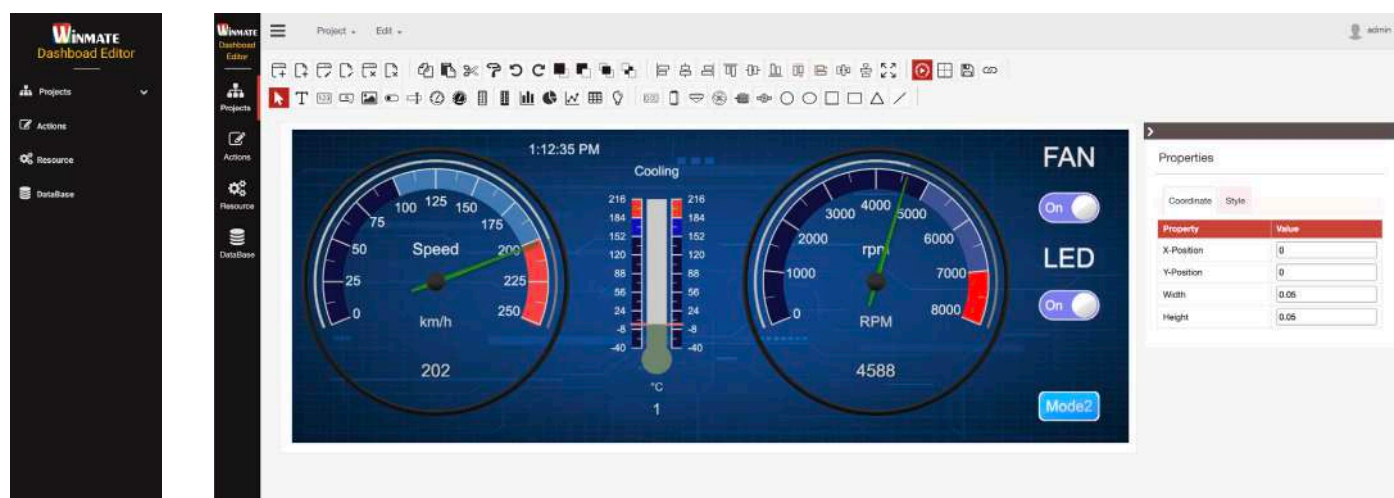 WINMATE
Dashboad Editor
Projects
Actions
Resource
DataBase
WINMATE
Dashboad
Editor
Projects
Actions
Resource
DataBase
Project
Edit
admin
1:12:35 PM
0
25
50
75
100
125
150
175
200
225
250
Speed
km/h
202
Cooling
216 216
184 184
152 152
120 120
88 88
56 56
24 24
-8 -8
-40 -40
°C
1
0
1000
2000
3000
4000
5000
6000
7000
8000
rpm
RPM
4588
FAN
On
LED
On
Mode2
Properties
Coordinate Style
Property Value
X-Position 0
Y-Position 0
Width 0.05
Height 0.05